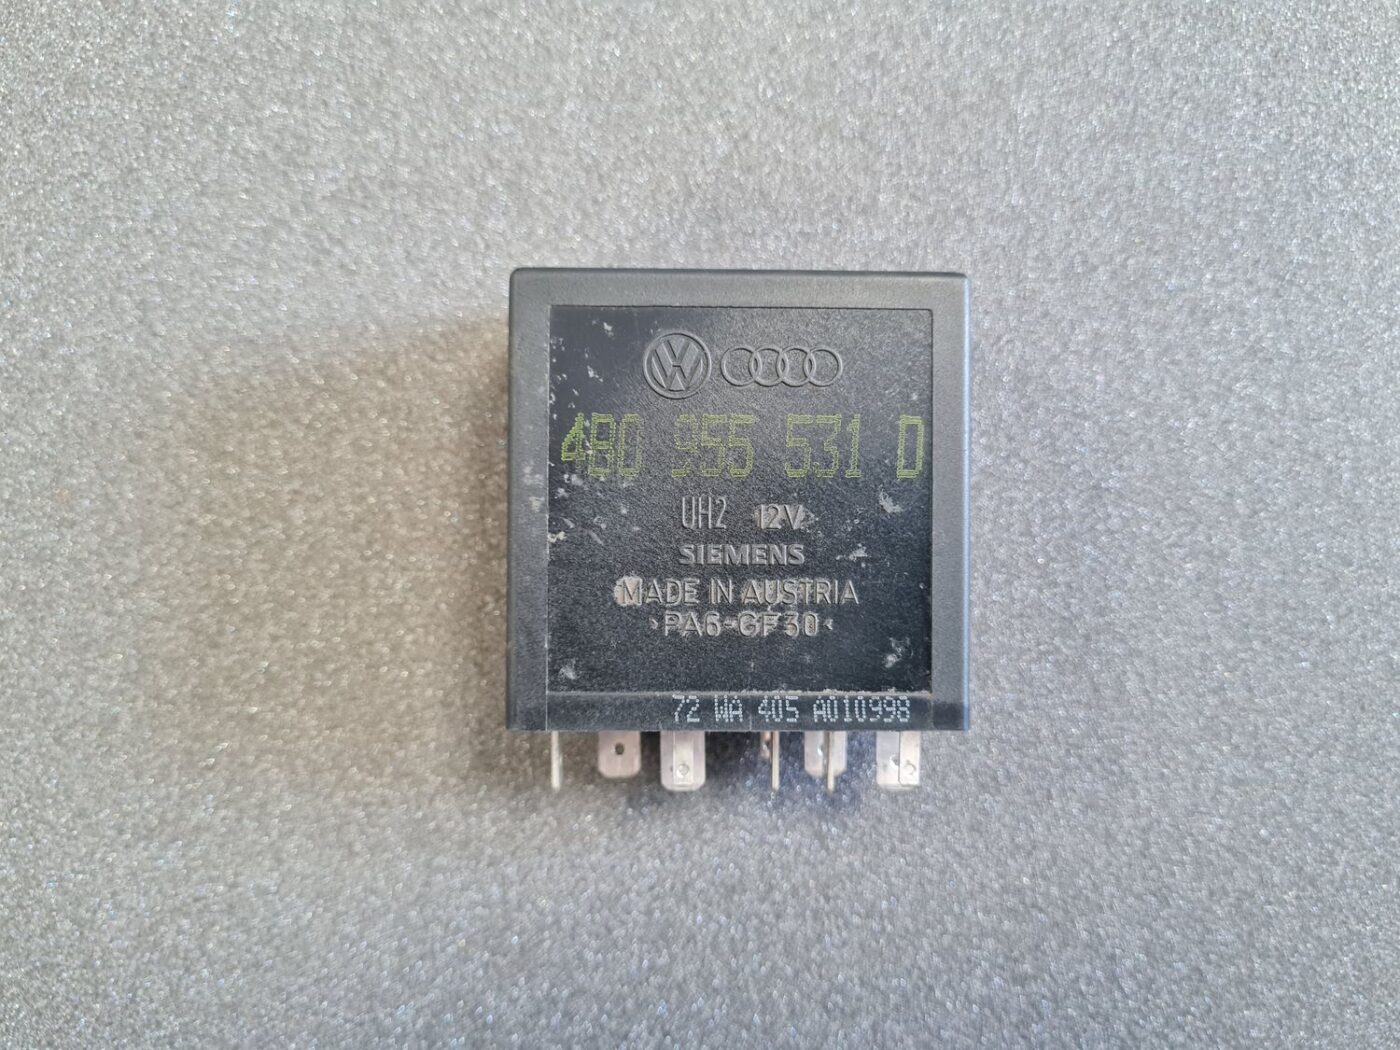 4B0 955 531 D
UH2 12V
SIEMENS
MADE IN AUSTRIA
>PA6-GF30<
72 WA 405 A010998